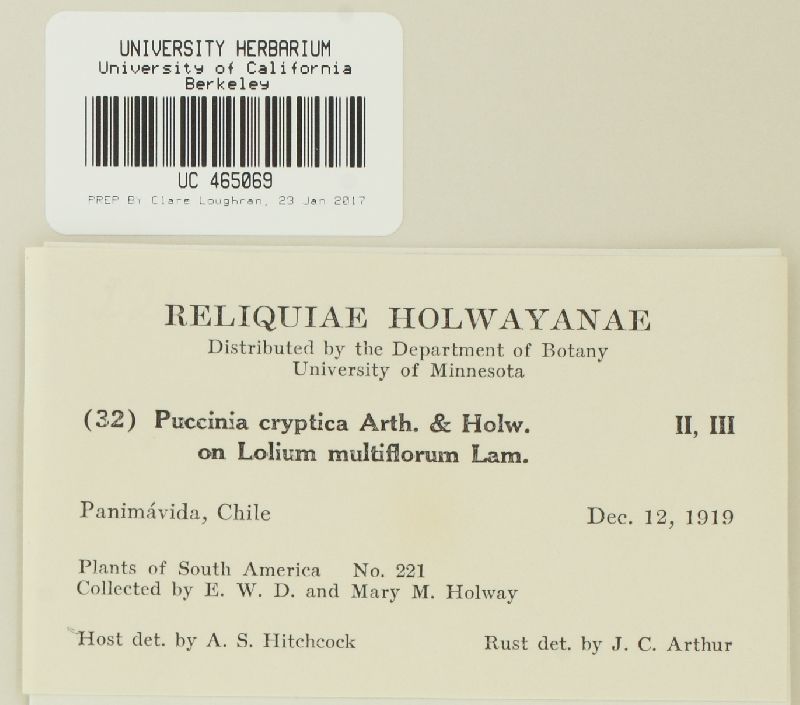 UNIVERSITY HERBARIUM
University of California
Berkeley
UC 465069
PREP BY Clare Loughran, 23 Jan 2017
RELIQUIAE HOLWAYANAE
Distributed by the Department of Botany
University of Minnesota
(32) Puccinia cryptica Arth. & Holw. II, III
on Lolium multiflorum Lam.
Panimávida, Chile Dec. 12, 1919
Plants of South America No. 221
Collected by E. W. D. and Mary M. Holway
Host det. by A. S. Hitchcock Rust det. by J. C. Arthur